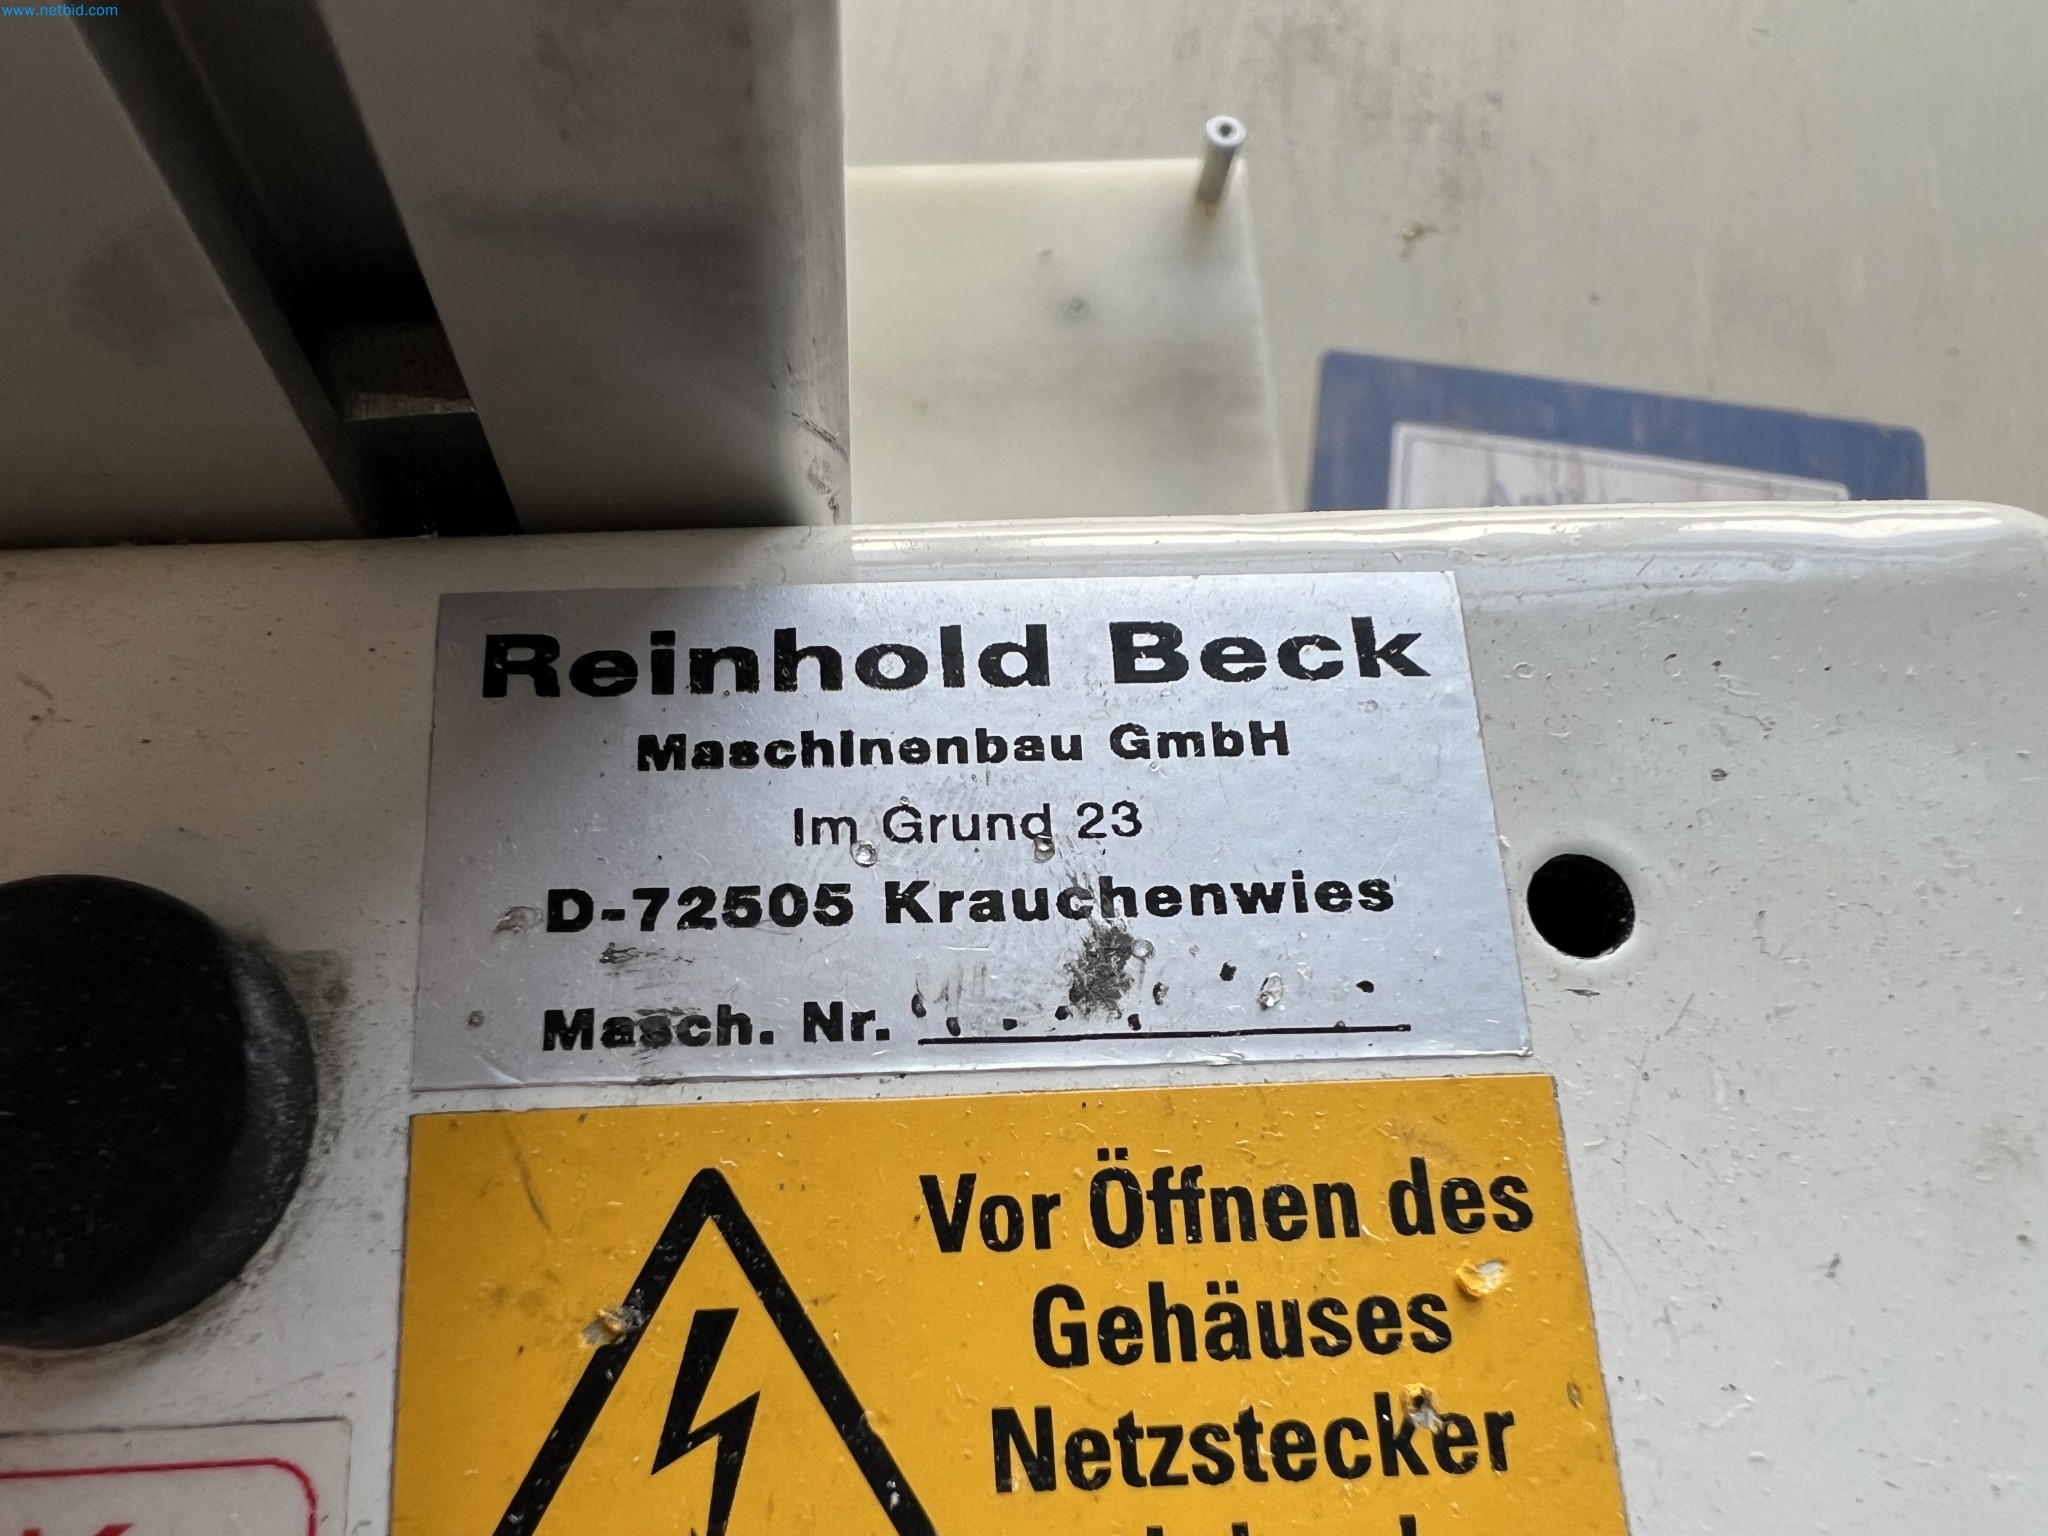 www.netbid.com
Reinhold Beck
Maschinenbau GmbH
Im Grund 23
D-72505 Krauchenwies
Masch. Nr.
Vor Öffnen des
Gehäuses
Netzstecker